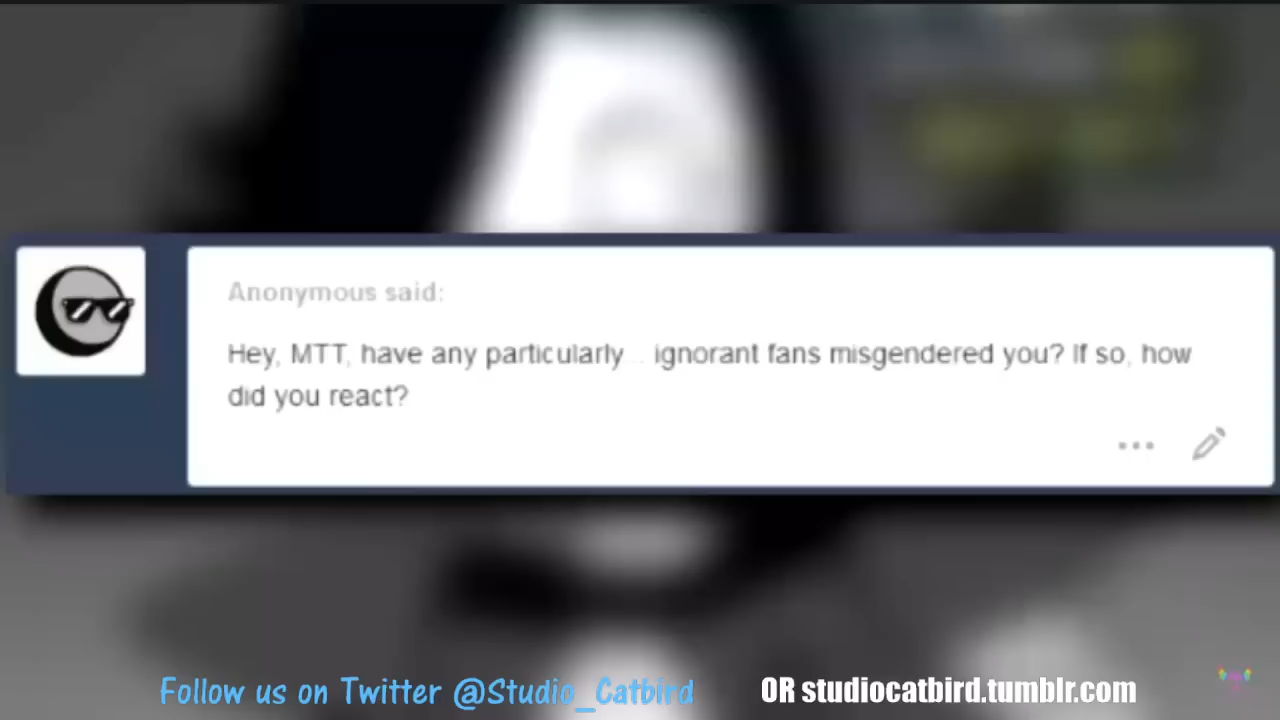 Anonymous said:
Hey, MTT, have any particularly .. ignorant fans misgendered you? If so, how
did you react?
Follow us on Twitter @Studio_Catbird OR studiocatbird.tumblr.com